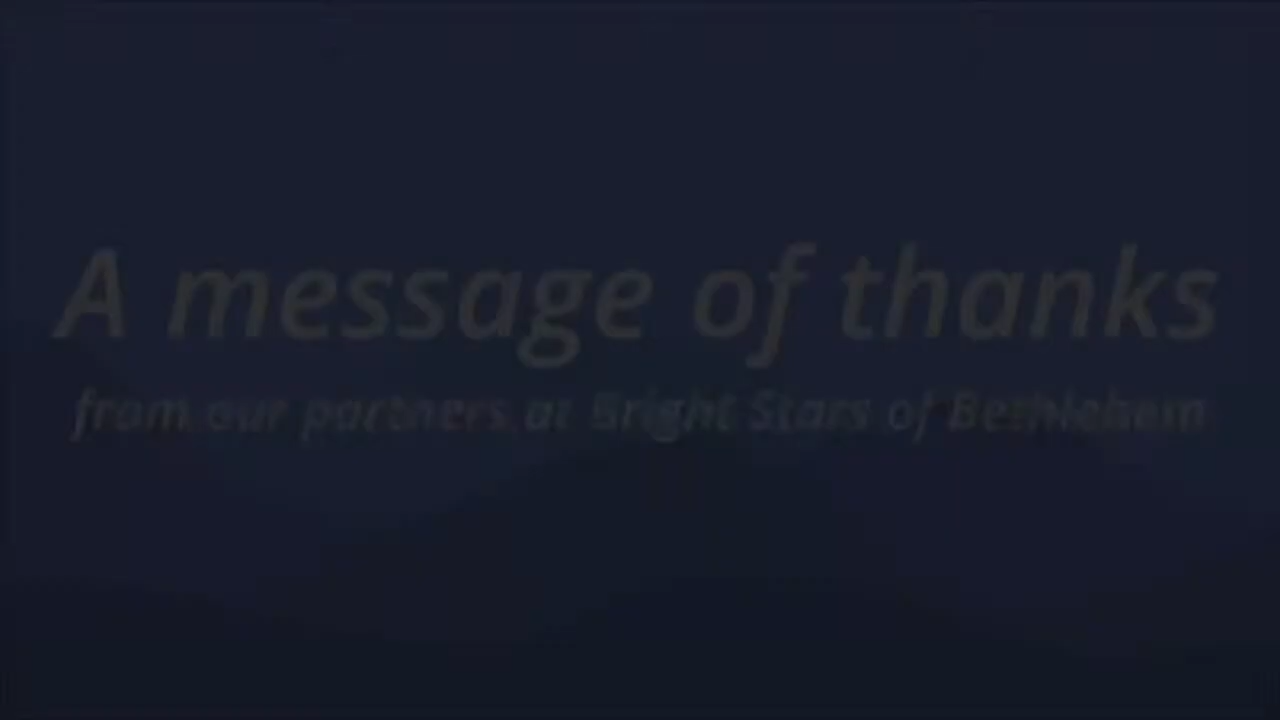 A message of thanks
from our partners at Bright Stars of Bethlehem